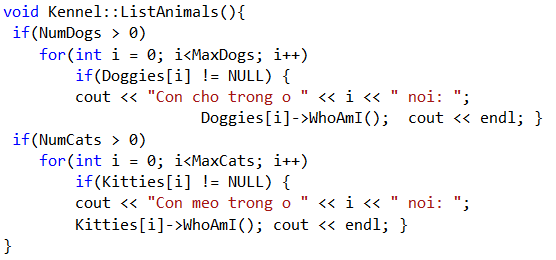 void Kennel::ListAnimals(){
if(NumDogs > 0)
for(int i = 0; i<MaxDogs; i++)
if(Doggies[i] != NULL) {
cout << "Con cho trong o " << i << " noi: ";
Doggies[i]->WhoAmI();  cout << endl; }
if(NumCats > 0)
for(int i = 0; i<MaxCats; i++)
if(Kitties[i] != NULL) {
cout << "Con meo trong o " << i << " noi: ";
Kitties[i]->WhoAmI(); cout << endl; }
}